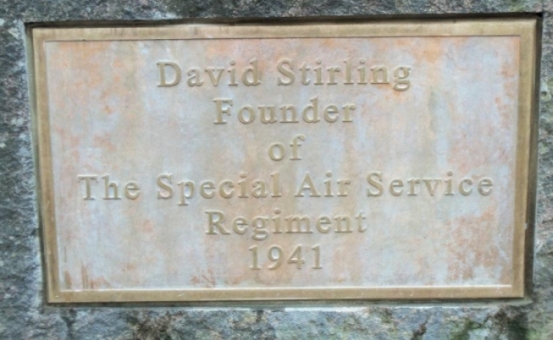 David Stirling
Founder
of
The Special Air Service
Regiment
1941